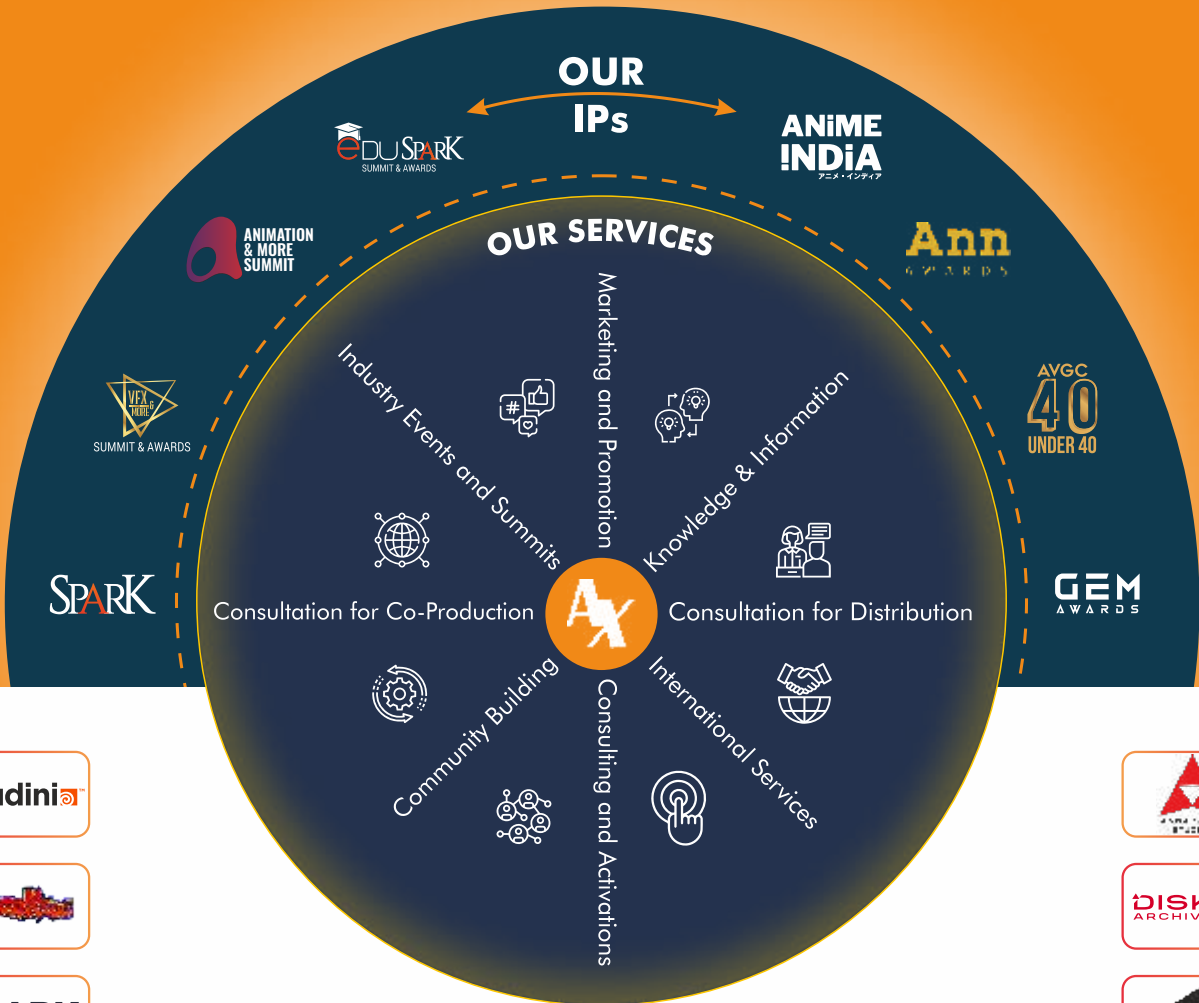 OUR
IPs
eDU SPARK
SUMMIT & AWARDS
ANiME
!NDiA
アニメ・インディア
ANIMATION
& MORE
SUMMIT
Ann
AWARDS
VFX
& MORE
SUMMIT & AWARDS
AVGC
40
UNDER 40
SPARK
GEM
AWARDS
OUR SERVICES
Marketing and Promotion
Industry Events and Summits
Knowledge & Information
Consultation for Co-Production
AX
Consultation for Distribution
Community Building
International Services
Consulting and Activations
udini
DISK
ARCHIV